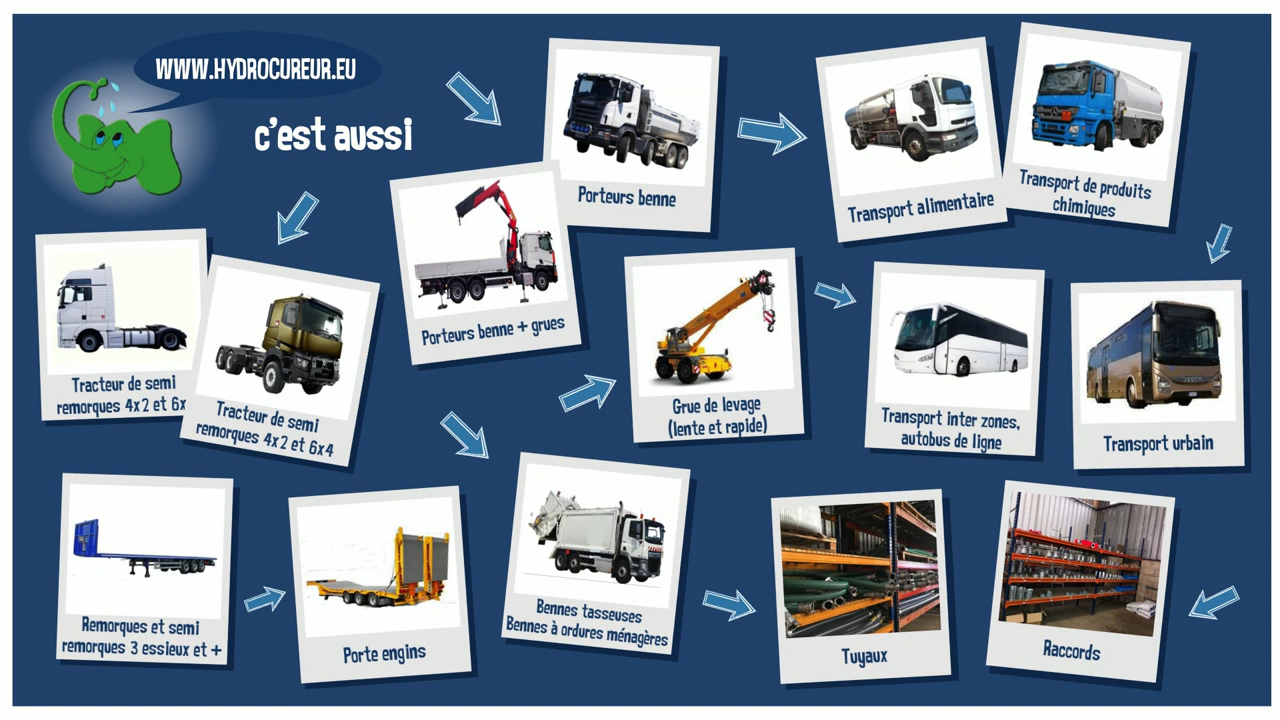 WWW.HYDROCUREUR.EU
c'est aussi
Porteurs benne
Transport alimentaire
Transport de produits
chimiques
Porteurs benne + grues
Tracteur de semi
remorques 4x2 et 6x
Tracteur de semi
remorques 4x2 et 6x4
Grue de levage
(lente et rapide)
Transport inter zones,
autobus de ligne
IVECO
Transport urbain
Remorques et semi
remorques 3 essieux et +
Porte engins
Bennes tasseuses
Bennes à ordures ménagères
Tuyaux
Raccords